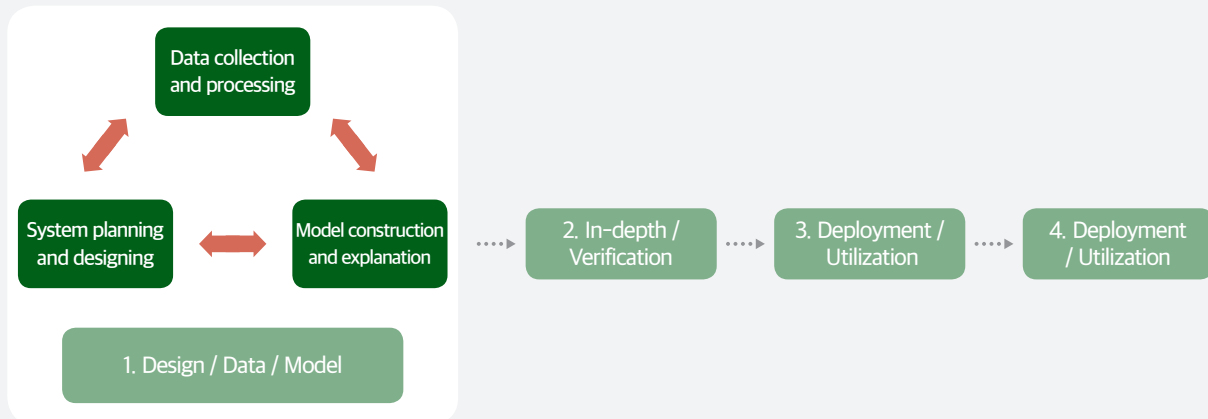 Data collection
and processing
System planning
and designing
Model construction
and explanation
1. Design / Data / Model
2. In-depth /
Verification
3. Deployment /
Utilization
4. Deployment
/ Utilization